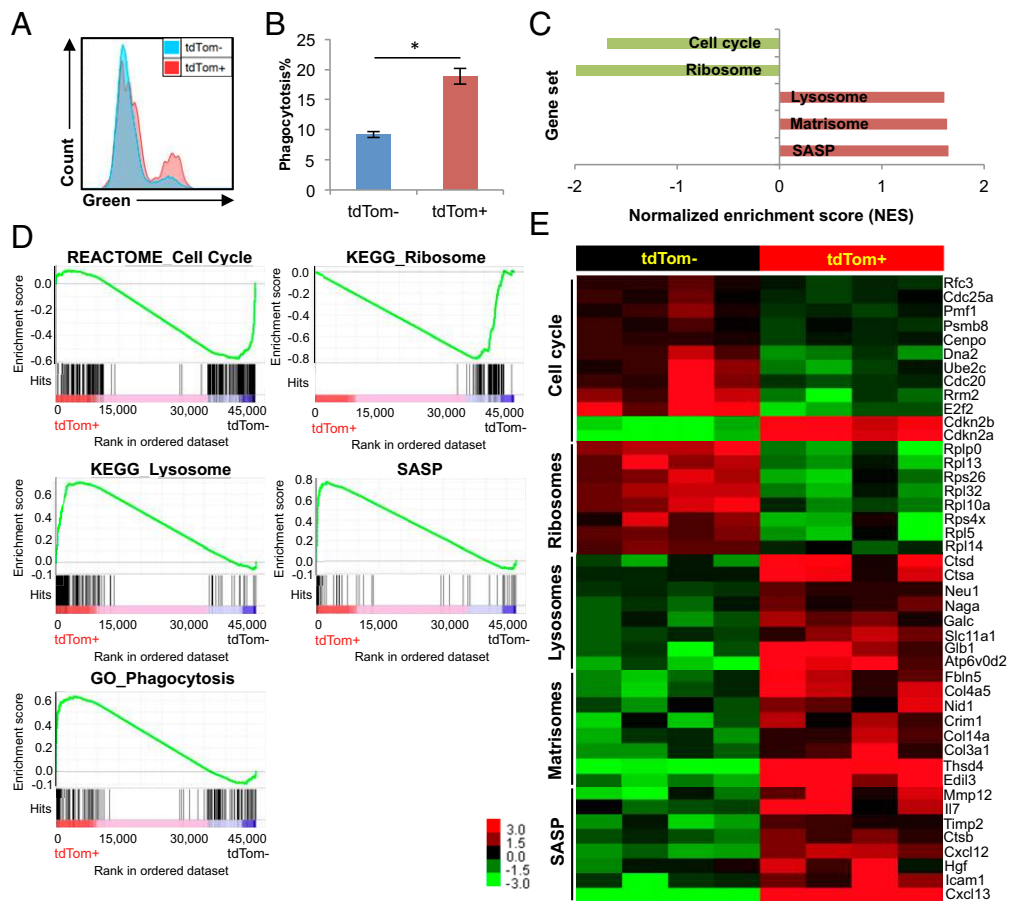 A
tdTom-
tdTom+
Count
Green
B
Phagocytotsis%
25
20
15
10
5
0
*
tdTom-
tdTom+
C
Gene set
Cell cycle
Ribosome
Lysosome
Matrisome
SASP
-2
-1
0
1
2
Normalized enrichment score (NES)
D
REACTOME_Cell Cycle
Enrichment score
0.0
-0.2
-0.4
-0.6
Hits
0
15,000
30,000
45,000
tdTom+
tdTom-
Rank in ordered dataset
KEGG_Ribosome
Enrichment score
0.0
-0.2
-0.4
-0.6
-0.8
Hits
0
15,000
30,000
45,000
tdTom+
tdTom-
Rank in ordered dataset
KEGG_Lysosome
Enrichment score
0.6
0.4
0.2
0.0
-0.1
Hits
0
15,000
30,000
45,000
tdTom+
tdTom-
Rank in ordered dataset
SASP
Enrichment score
0.8
0.6
0.4
0.2
0.0
-0.1
Hits
0
15,000
30,000
45,000
tdTom+
tdTom-
Rank in ordered dataset
GO_Phagocytosis
Enrichment score
0.6
0.4
0.2
0.0
-0.1
Hits
0
15,000
30,000
45,000
tdTom+
tdTom-
Rank in ordered dataset
3.0
1.5
0.0
-1.5
-3.0
E
tdTom-
tdTom+
Cell cycle
Rfc3
Cdc25a
Pmf1
Psmb8
Cenpo
Dna2
Ube2c
Cdc20
Rrm2
E2f2
Cdkn2b
Cdkn2a
Ribosomes
Rplp0
Rpl13
Rps26
Rpl32
Rpl10a
Rps4x
Rpl5
Rpl14
Lysosomes
Ctsd
Ctsa
Neu1
Naga
Galc
Slc11a1
Glb1
Atp6v0d2
Matrisomes
Fbln5
Col4a5
Nid1
Crim1
Col14a
Col3a1
Thsd4
Edil3
SASP
Mmp12
Il7
Timp2
Ctsb
Cxcl12
Hgf
Icam1
Cxcl13